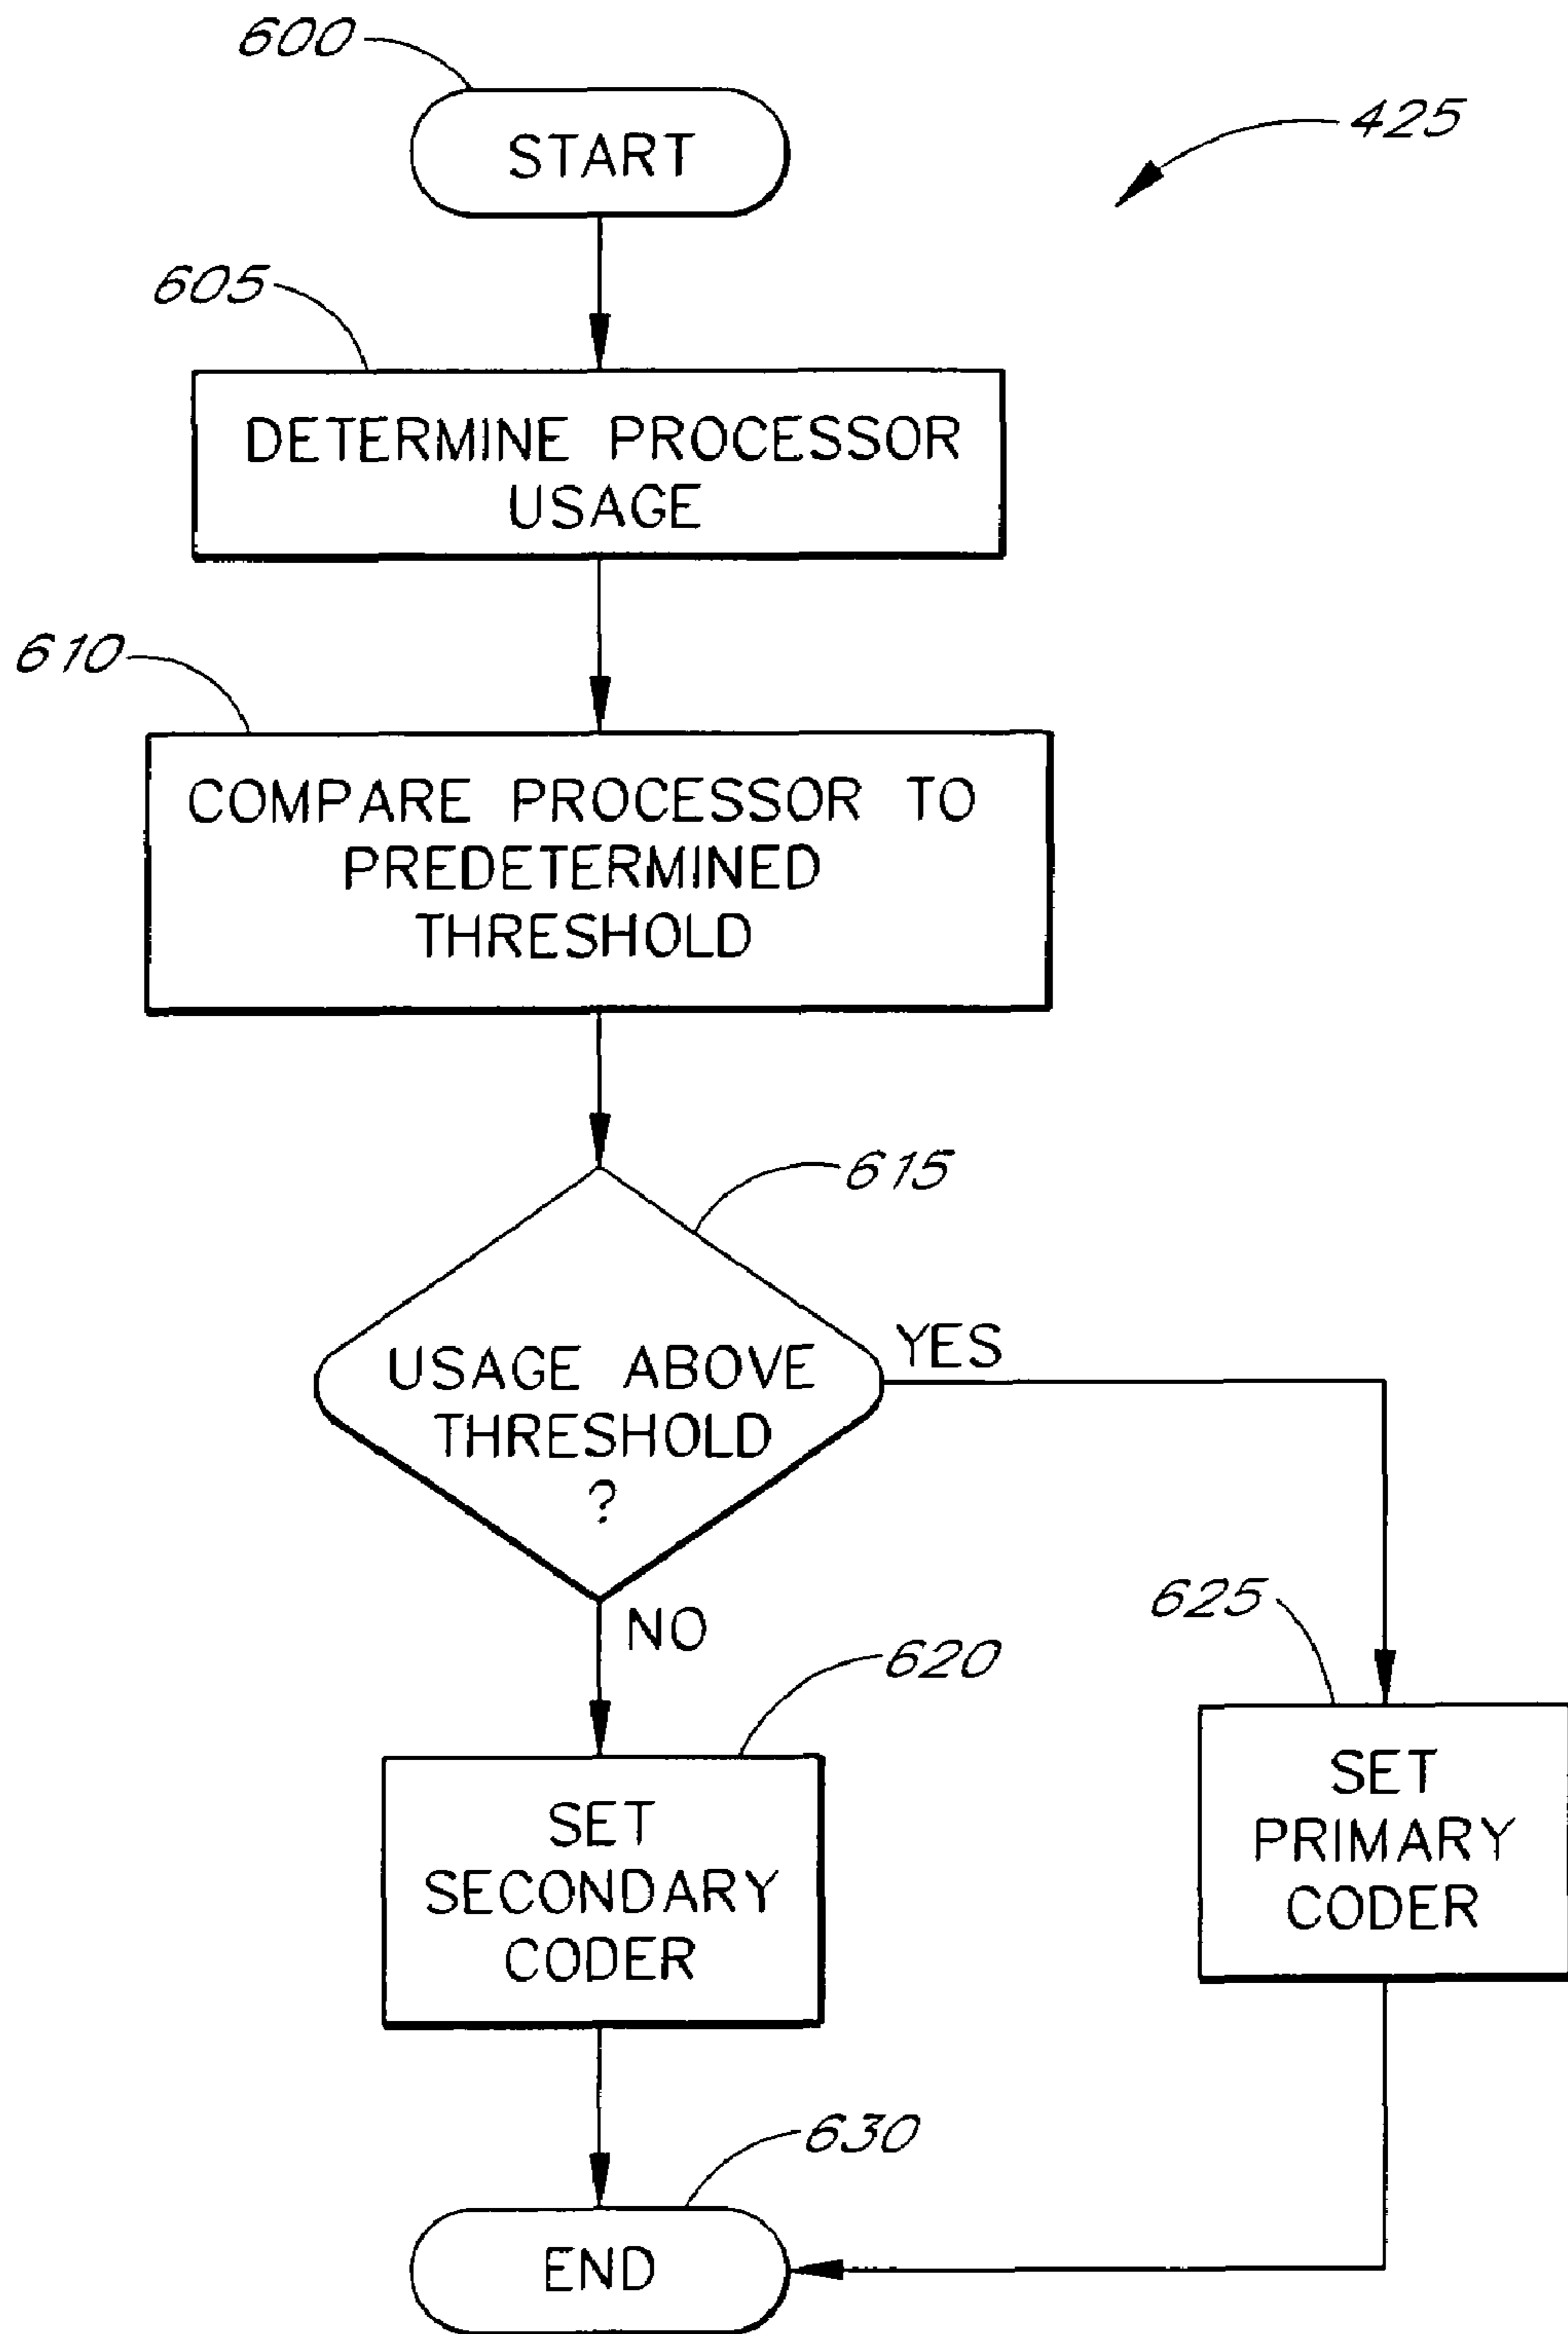 600
START
425
605
DETERMINE PROCESSOR
USAGE
610
COMPARE PROCESSOR TO
PREDETERMINED
THRESHOLD
615
USAGE ABOVE
THRESHOLD
?
YES
NO
620
625
SET
SECONDARY
CODER
SET
PRIMARY
CODER
630
END